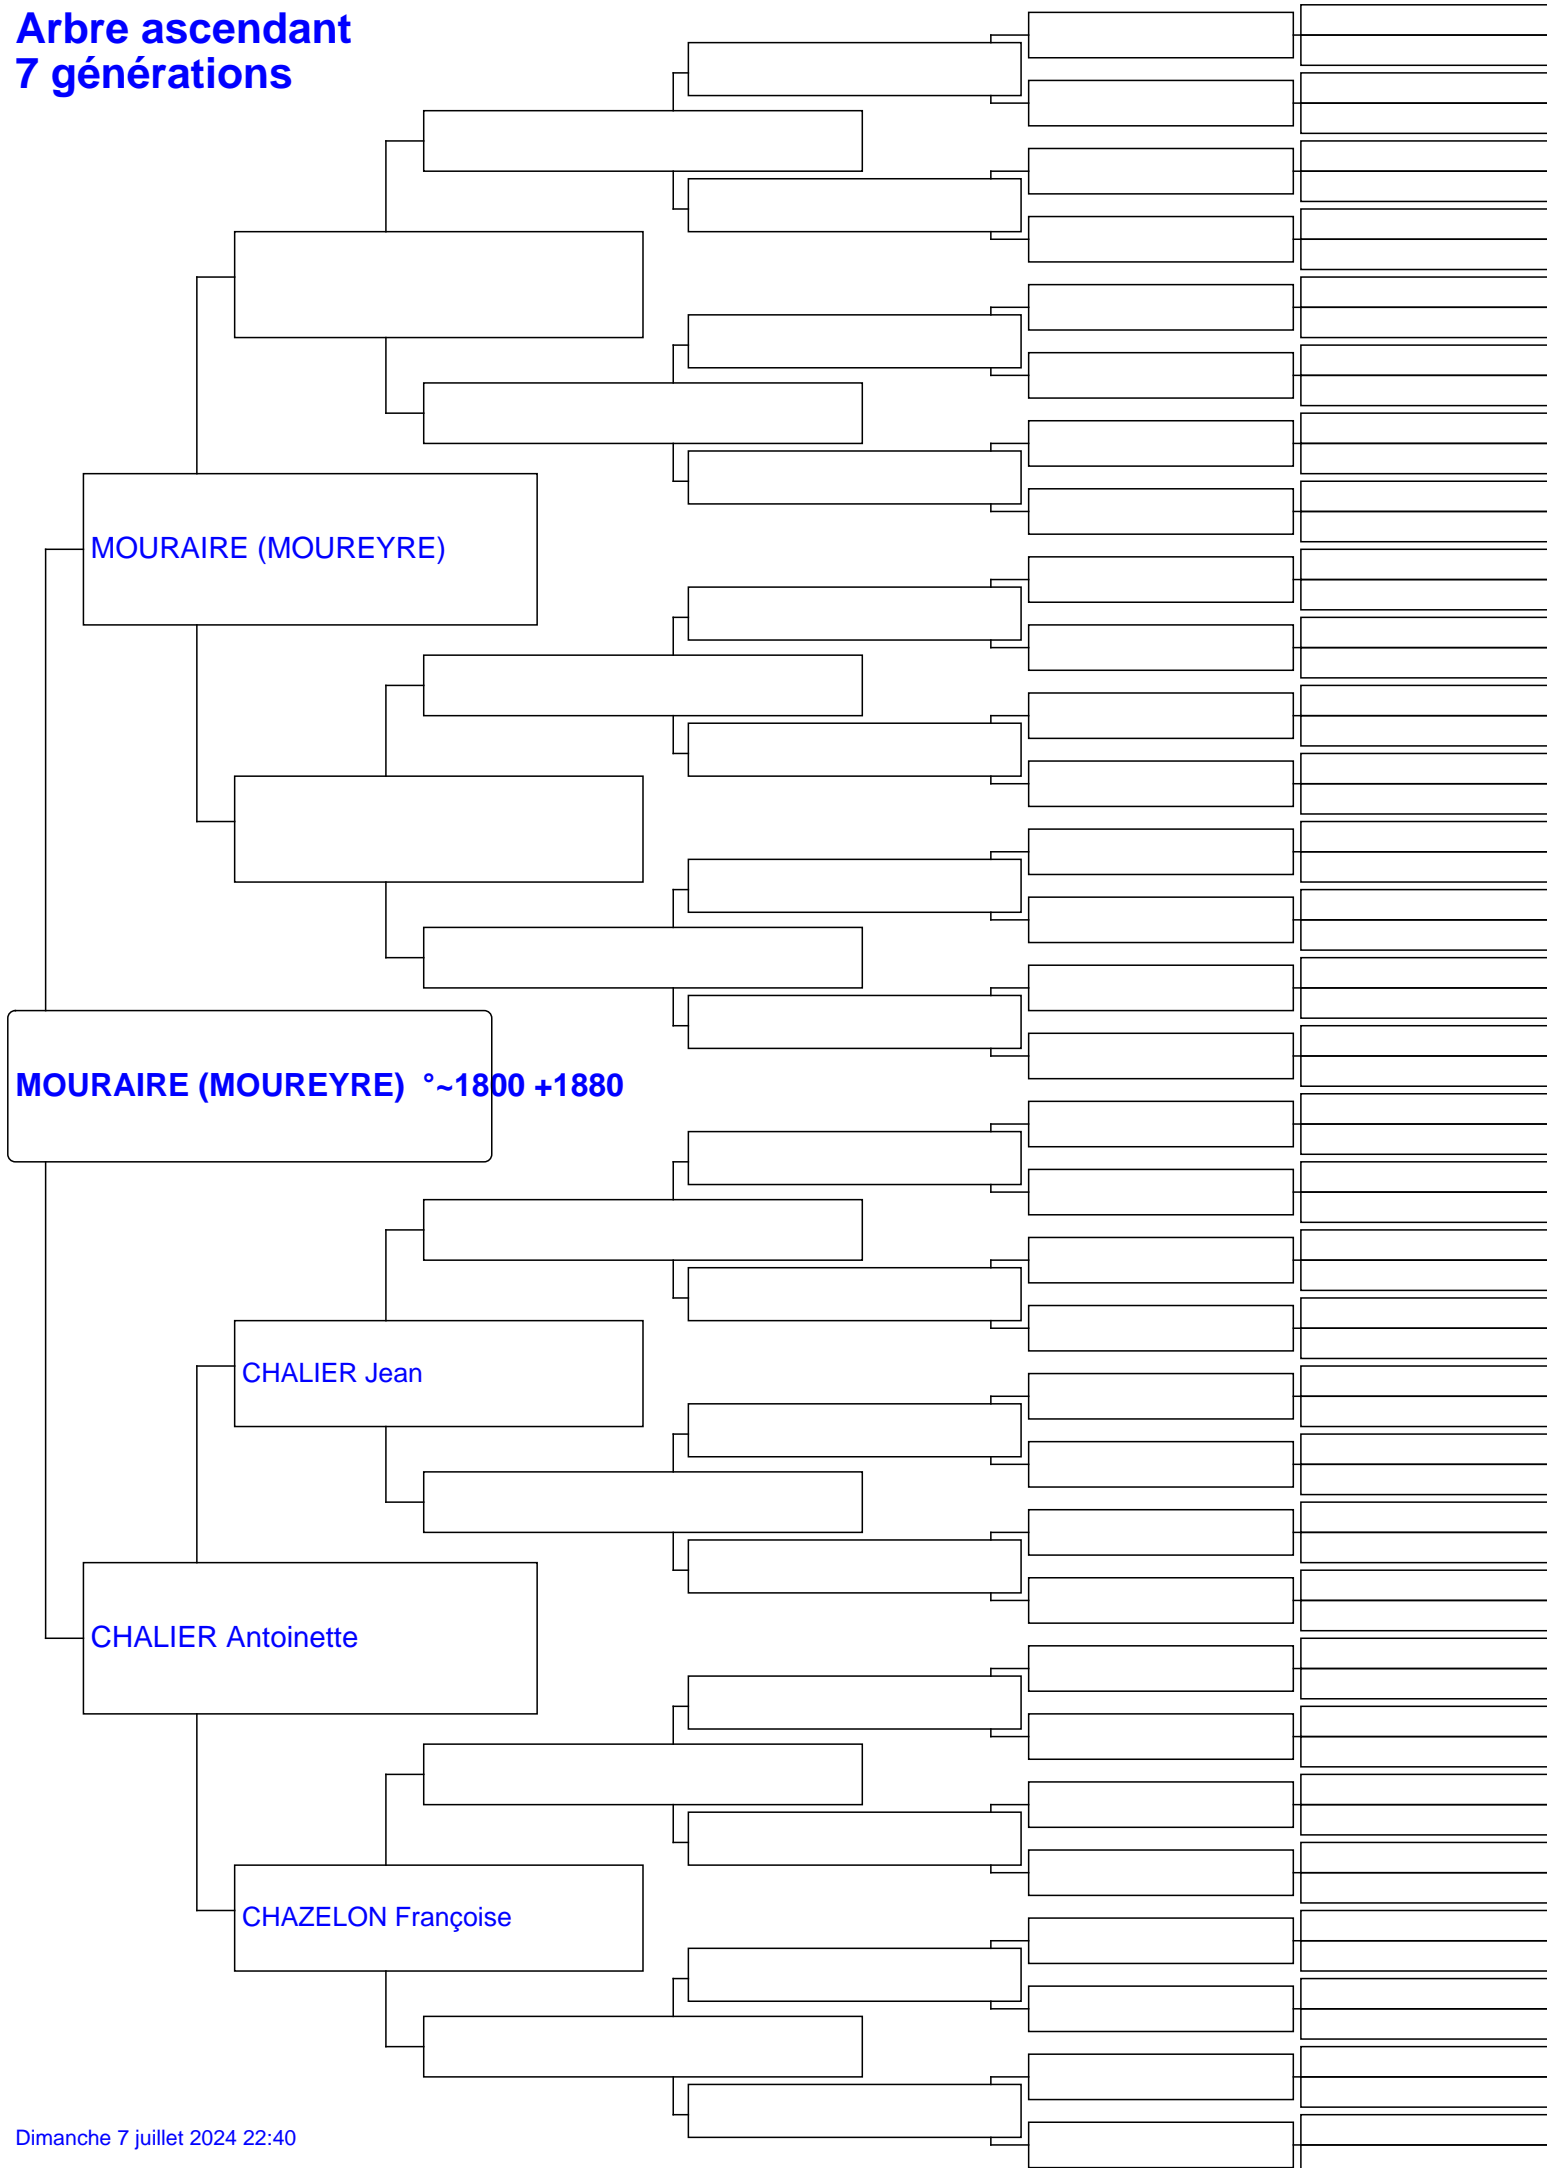 Arbre ascendant
7 générations
MOURAIRE (MOUREYRE)
MOURAIRE (MOUREYRE)  °~1800 +1880
CHALIER Jean
CHALIER Antoinette
CHAZELON Françoise
Dimanche 7 juillet 2024 22:40